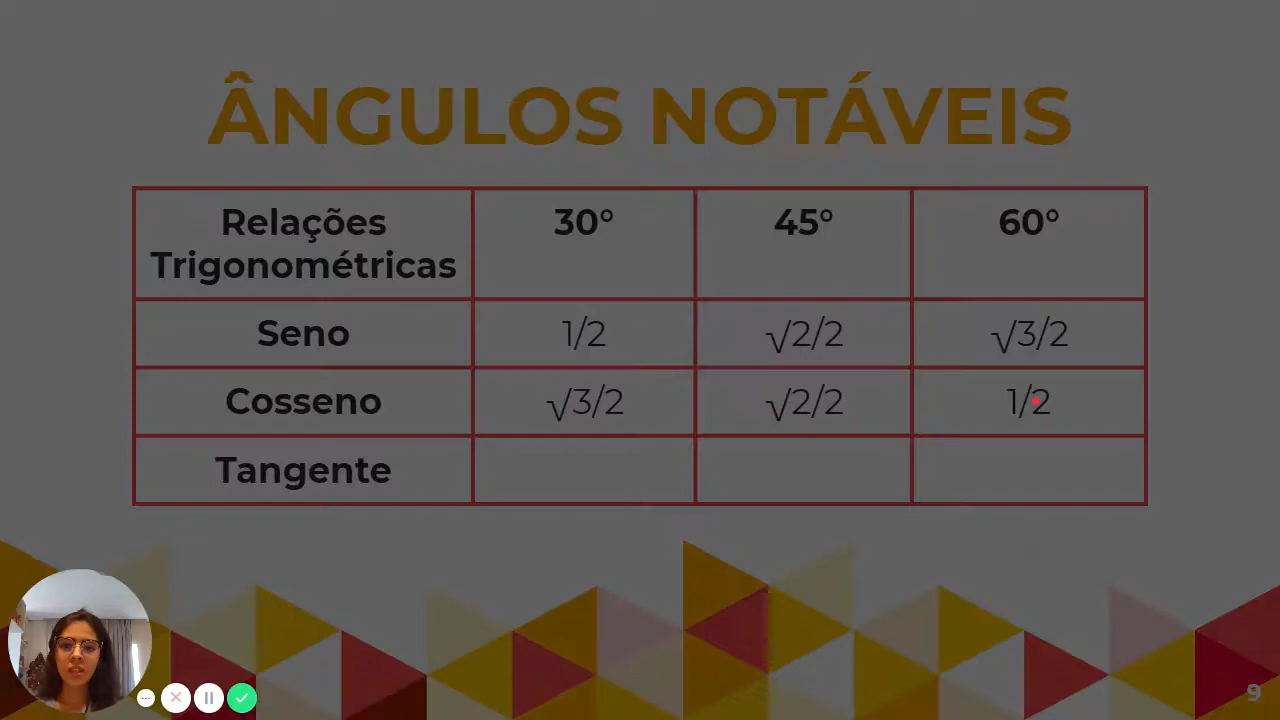 ÂNGULOS NOTÁVEIS
Relações
Trigonométricas
30°
45°
60°
Seno
1/2
√2/2
√3/2
Cosseno
√3/2
√2/2
1/2
Tangente
9